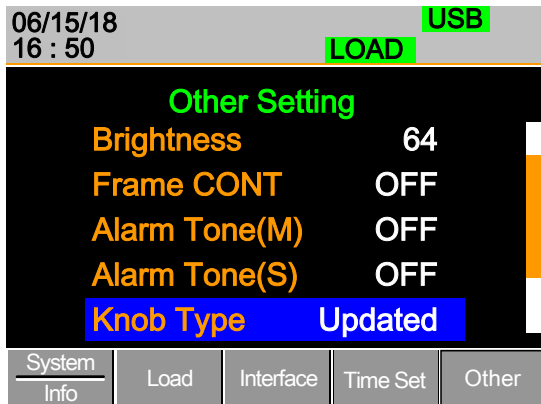 06/15/18 USB
16 : 50 LOAD
Other Setting
Brightness 64
Frame CONT OFF
Alarm Tone(M) OFF
Alarm Tone(S) OFF
Knob Type Updated
System
Info
Load Interface Time Set Other